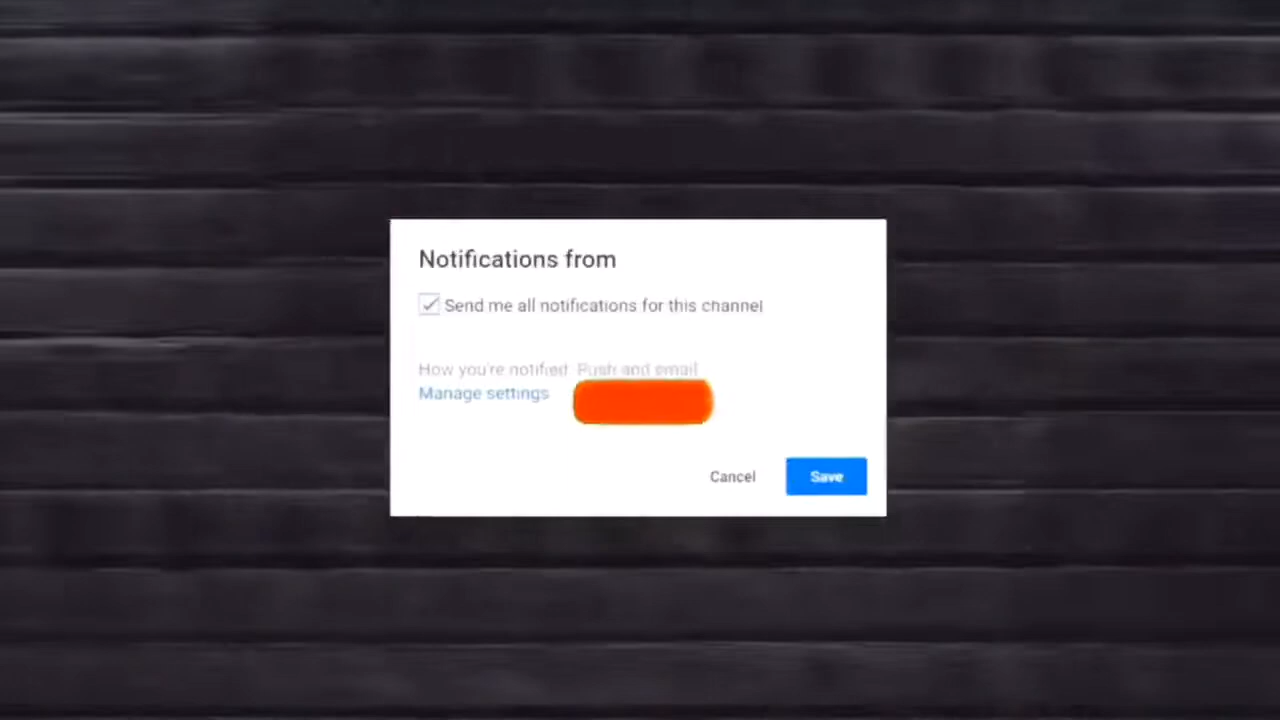 Notifications from
Send me all notifications for this channel
How you're notified Push and email
Manage settings
Cancel
Save